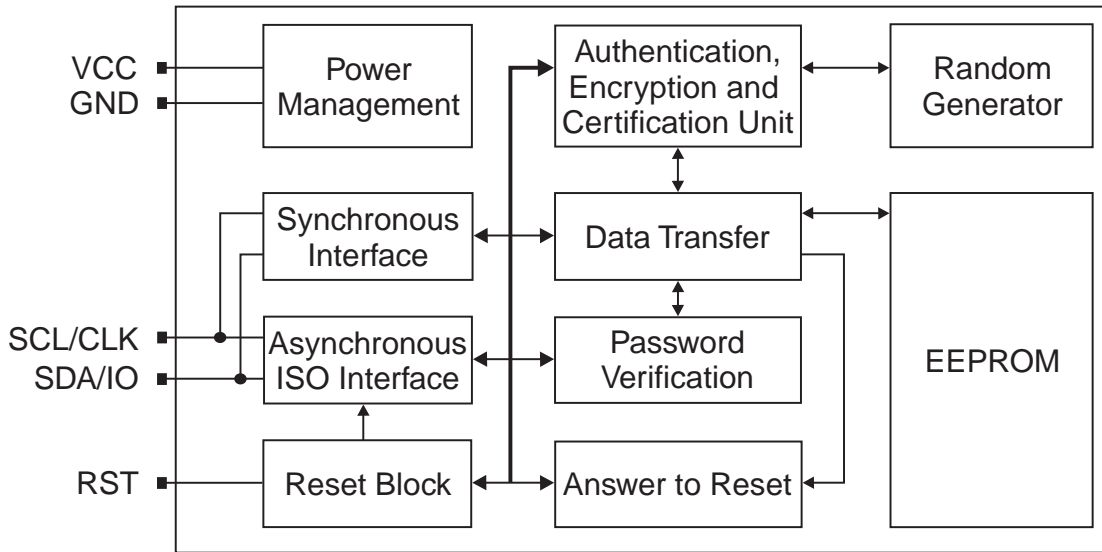 VCC
GND
Power
Management
Authentication,
Encryption and
Certification Unit
Random
Generator
Synchronous
Interface
Data Transfer
SCL/CLK
SDA/IO
Asynchronous
ISO Interface
Password
Verification
EEPROM
RST
Reset Block
Answer to Reset